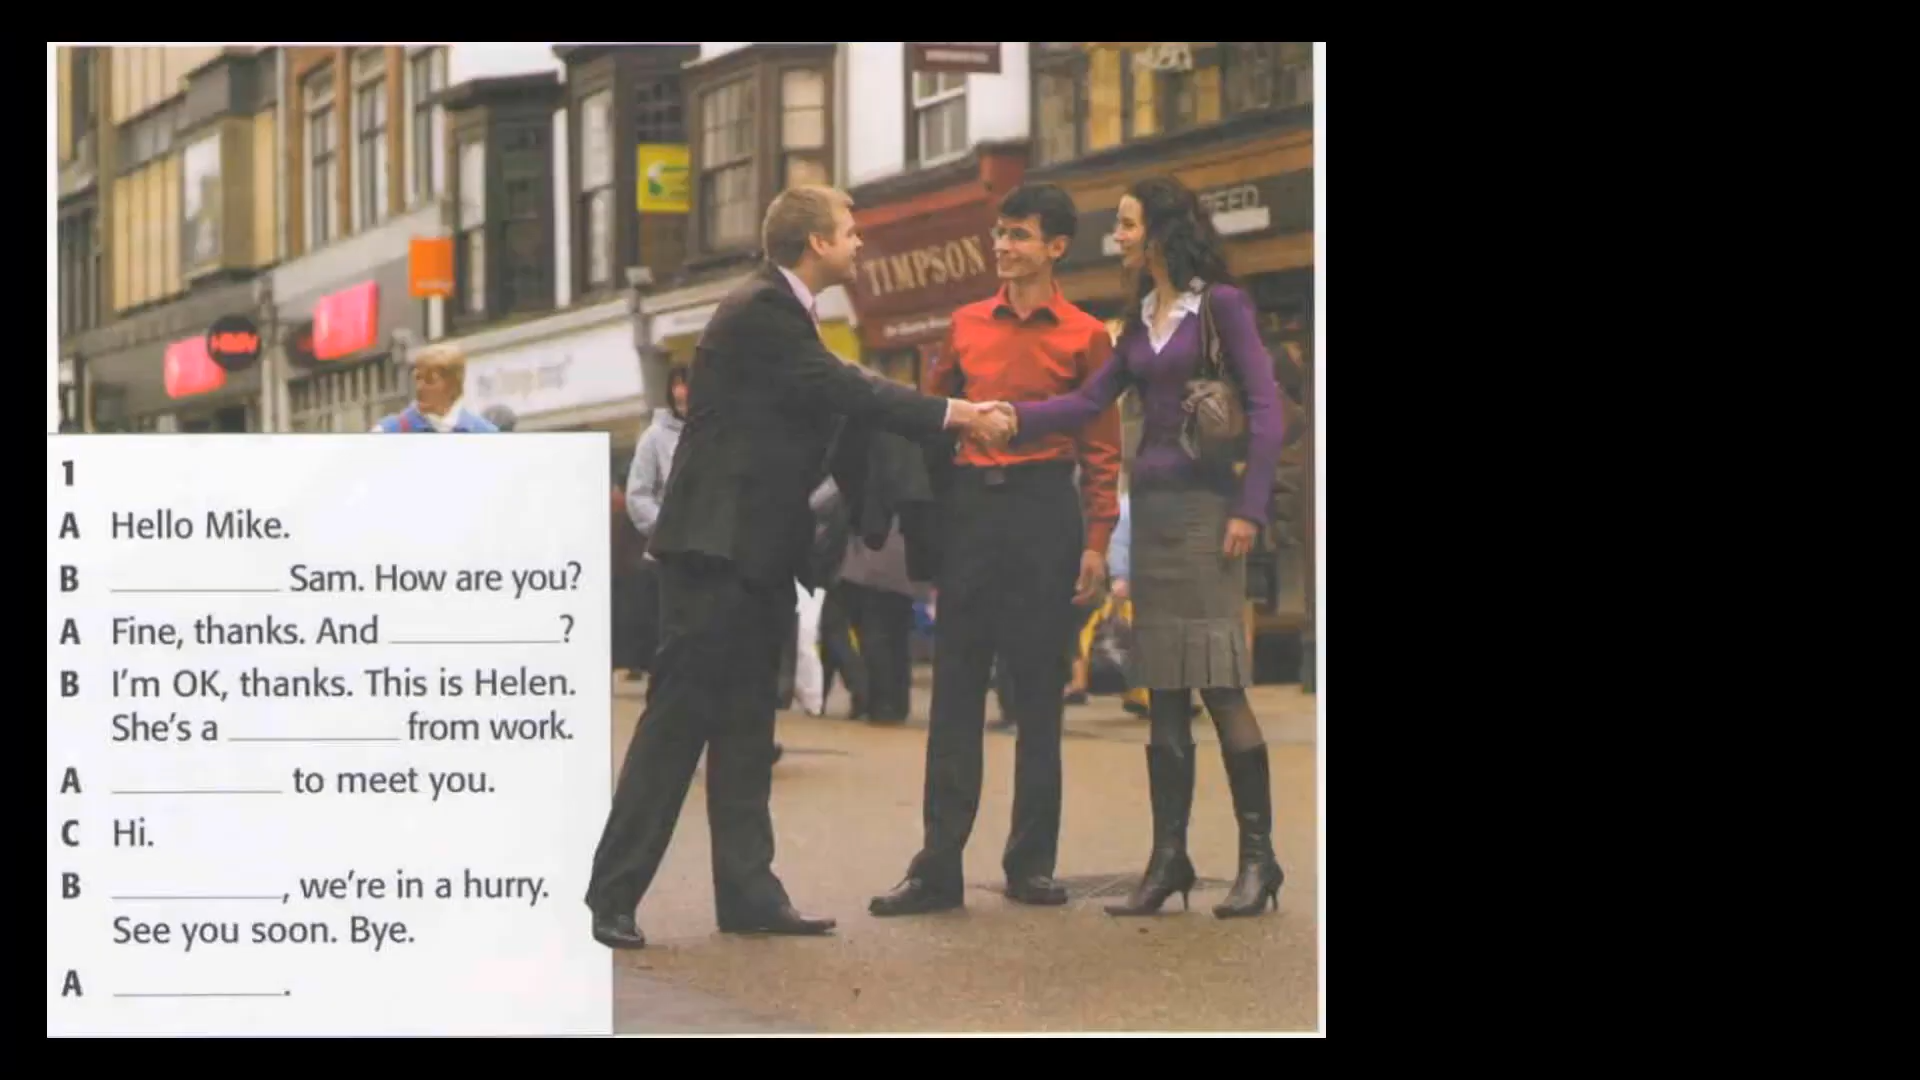 TIMPSON
REED
1
A Hello Mike.
B __________ Sam. How are you?
A Fine, thanks. And __________?
B I'm OK, thanks. This is Helen.
She's a __________ from work.
A __________ to meet you.
C Hi.
B __________, we're in a hurry.
See you soon. Bye.
A __________.